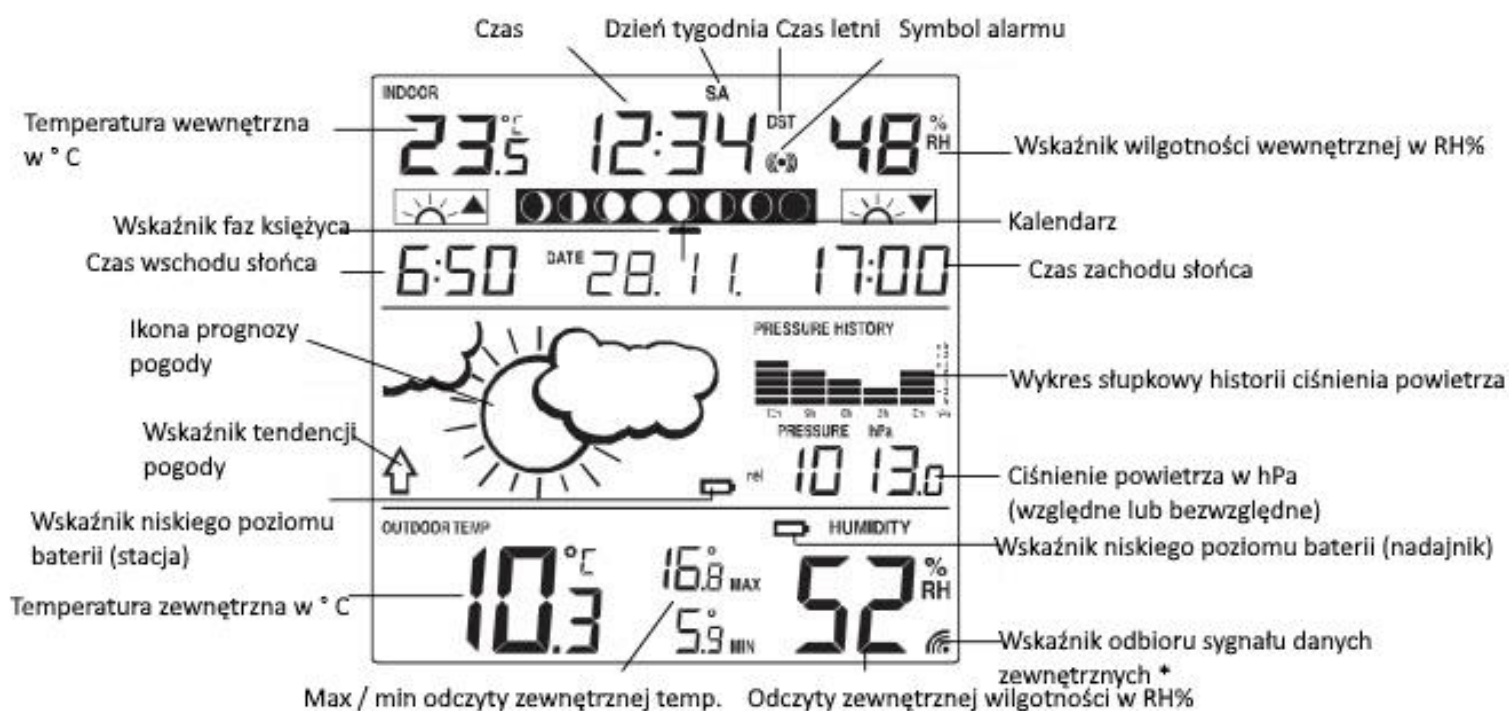 Czas Dzień tygodnia Czas letni Symbol alarmu
INDOOR SA
Temperatura wewnętrzna
w ° C
23.5 °C 12:34 DST 48 % RH
Wskaźnik wilgotności wewnętrznej w RH%
Wskaźnik faz księżyca
Kalendarz
Czas wschodu słońca
6:50 DATE 28.11. 17:00
Czas zachodu słońca
Ikona prognozy
pogody
PRESSURE HISTORY
Wykres słupkowy historii ciśnienia powietrza
PRESSURE hPa
Wskaźnik tendencji
pogody
rel 1013.0
Ciśnienie powietrza w hPa
(względne lub bezwzględne)
Wskaźnik niskiego poziomu
baterii (stacja)
OUTDOOR TEMP HUMIDITY
Wskaźnik niskiego poziomu baterii (nadajnik)
Temperatura zewnętrzna w ° C
10.3 °C 16.8° MAX 52 % RH
5.9° MIN
Wskaźnik odbioru sygnału danych
zewnętrznych *
Max / min odczyty zewnętrznej temp. Odczyty zewnętrznej wilgotności w RH%